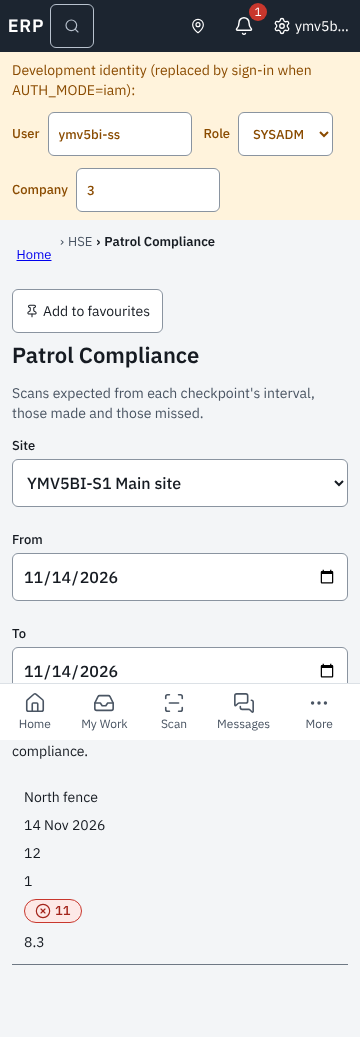 ERP
1
ymv5b...
Development identity (replaced by sign-in when
AUTH_MODE=iam):
User ymv5bi-ss Role SYSADM
Company 3
Home › HSE › Patrol Compliance
Add to favourites
Patrol Compliance
Scans expected from each checkpoint's interval,
those made and those missed.
Site
YMV5BI-S1 Main site
From
11/14/2026
To
11/14/2026
Home My Work Scan Messages More
compliance.
North fence
14 Nov 2026
12
1
11
8.3